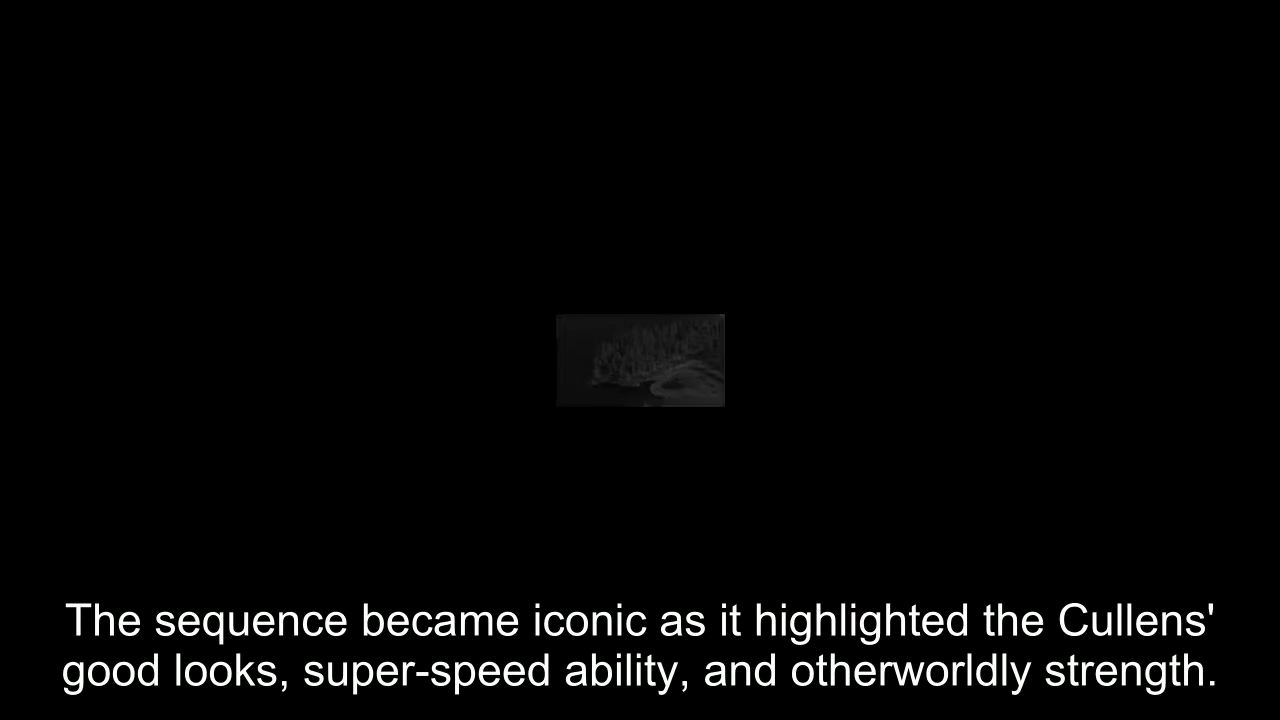 The sequence became iconic as it highlighted the Cullens'
good looks, super-speed ability, and otherworldly strength.